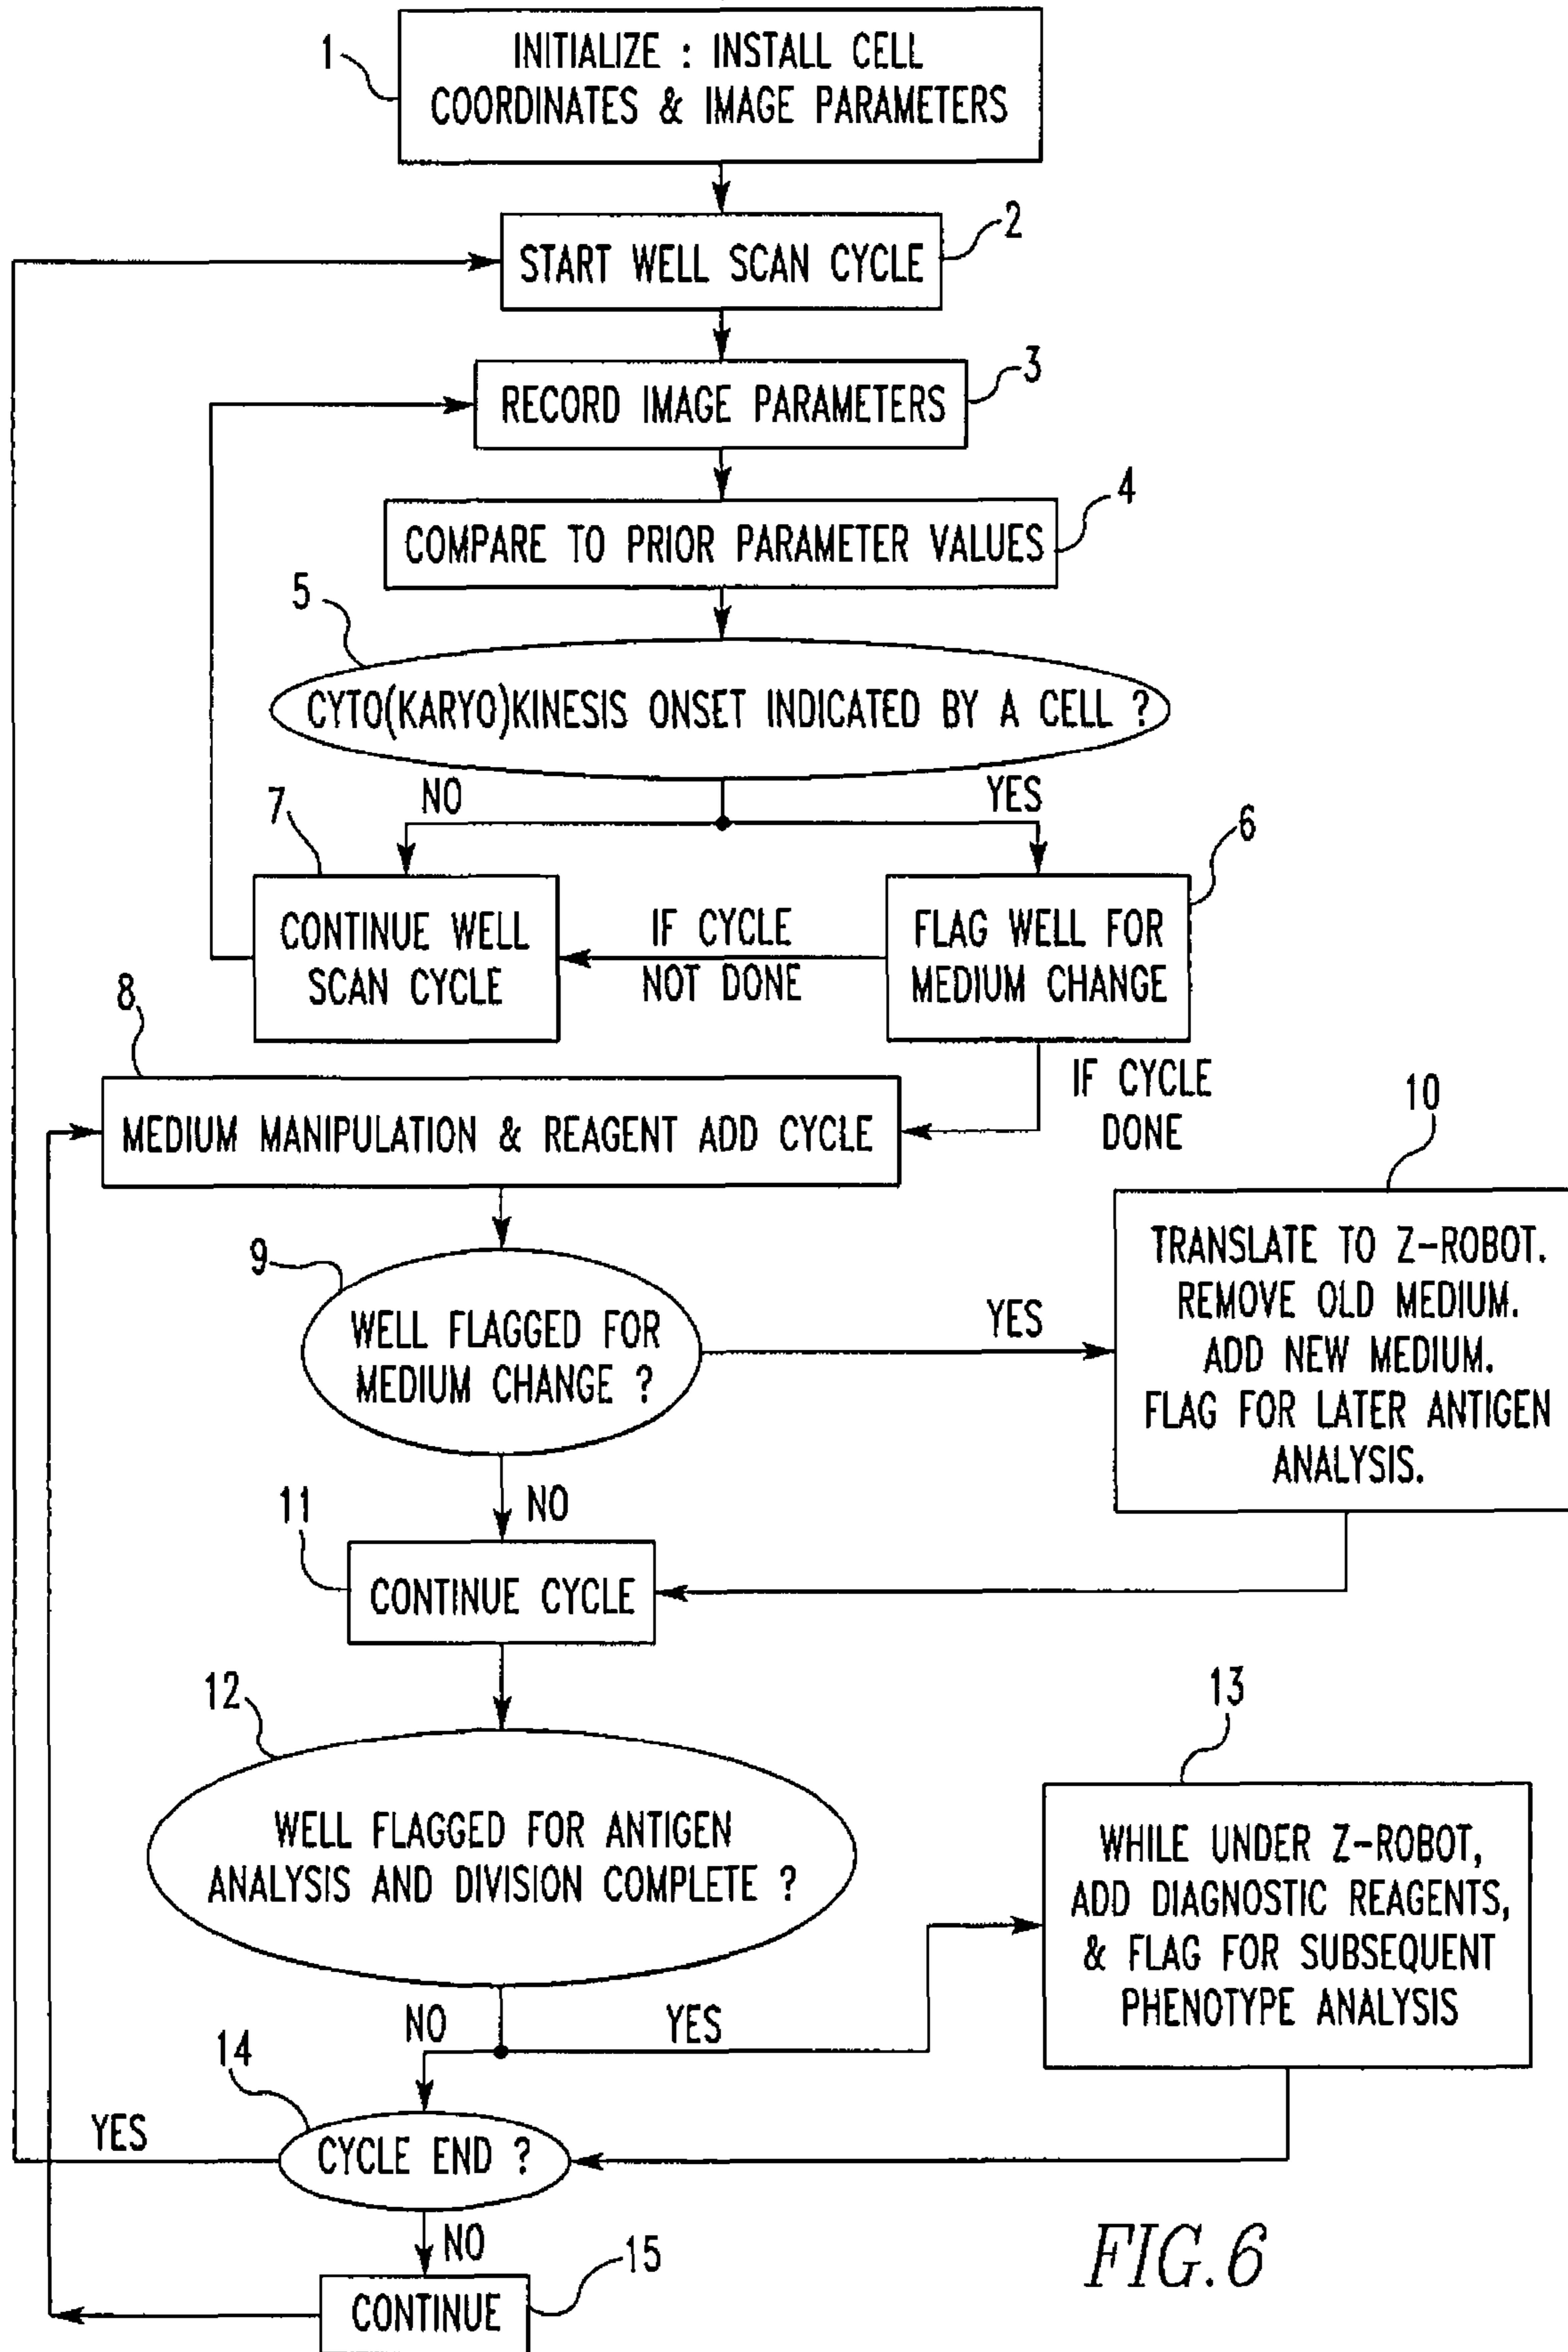 1
INITIALIZE : INSTALL CELL
COORDINATES & IMAGE PARAMETERS
2
START WELL SCAN CYCLE
3
RECORD IMAGE PARAMETERS
4
COMPARE TO PRIOR PARAMETER VALUES
5
CYTO(KARYO)KINESIS ONSET INDICATED BY A CELL ?
NO
YES
7
6
CONTINUE WELL
SCAN CYCLE
IF CYCLE
NOT DONE
FLAG WELL FOR
MEDIUM CHANGE
8
IF CYCLE
DONE
MEDIUM MANIPULATION & REAGENT ADD CYCLE
10
9
WELL FLAGGED FOR
MEDIUM CHANGE ?
YES
TRANSLATE TO Z-ROBOT.
REMOVE OLD MEDIUM.
ADD NEW MEDIUM.
FLAG FOR LATER ANTIGEN
ANALYSIS.
NO
11
CONTINUE CYCLE
12
13
WELL FLAGGED FOR ANTIGEN
ANALYSIS AND DIVISION COMPLETE ?
WHILE UNDER Z-ROBOT,
ADD DIAGNOSTIC REAGENTS,
& FLAG FOR SUBSEQUENT
PHENOTYPE ANALYSIS
NO
YES
14
YES
CYCLE END ?
NO
15
CONTINUE
FIG.6